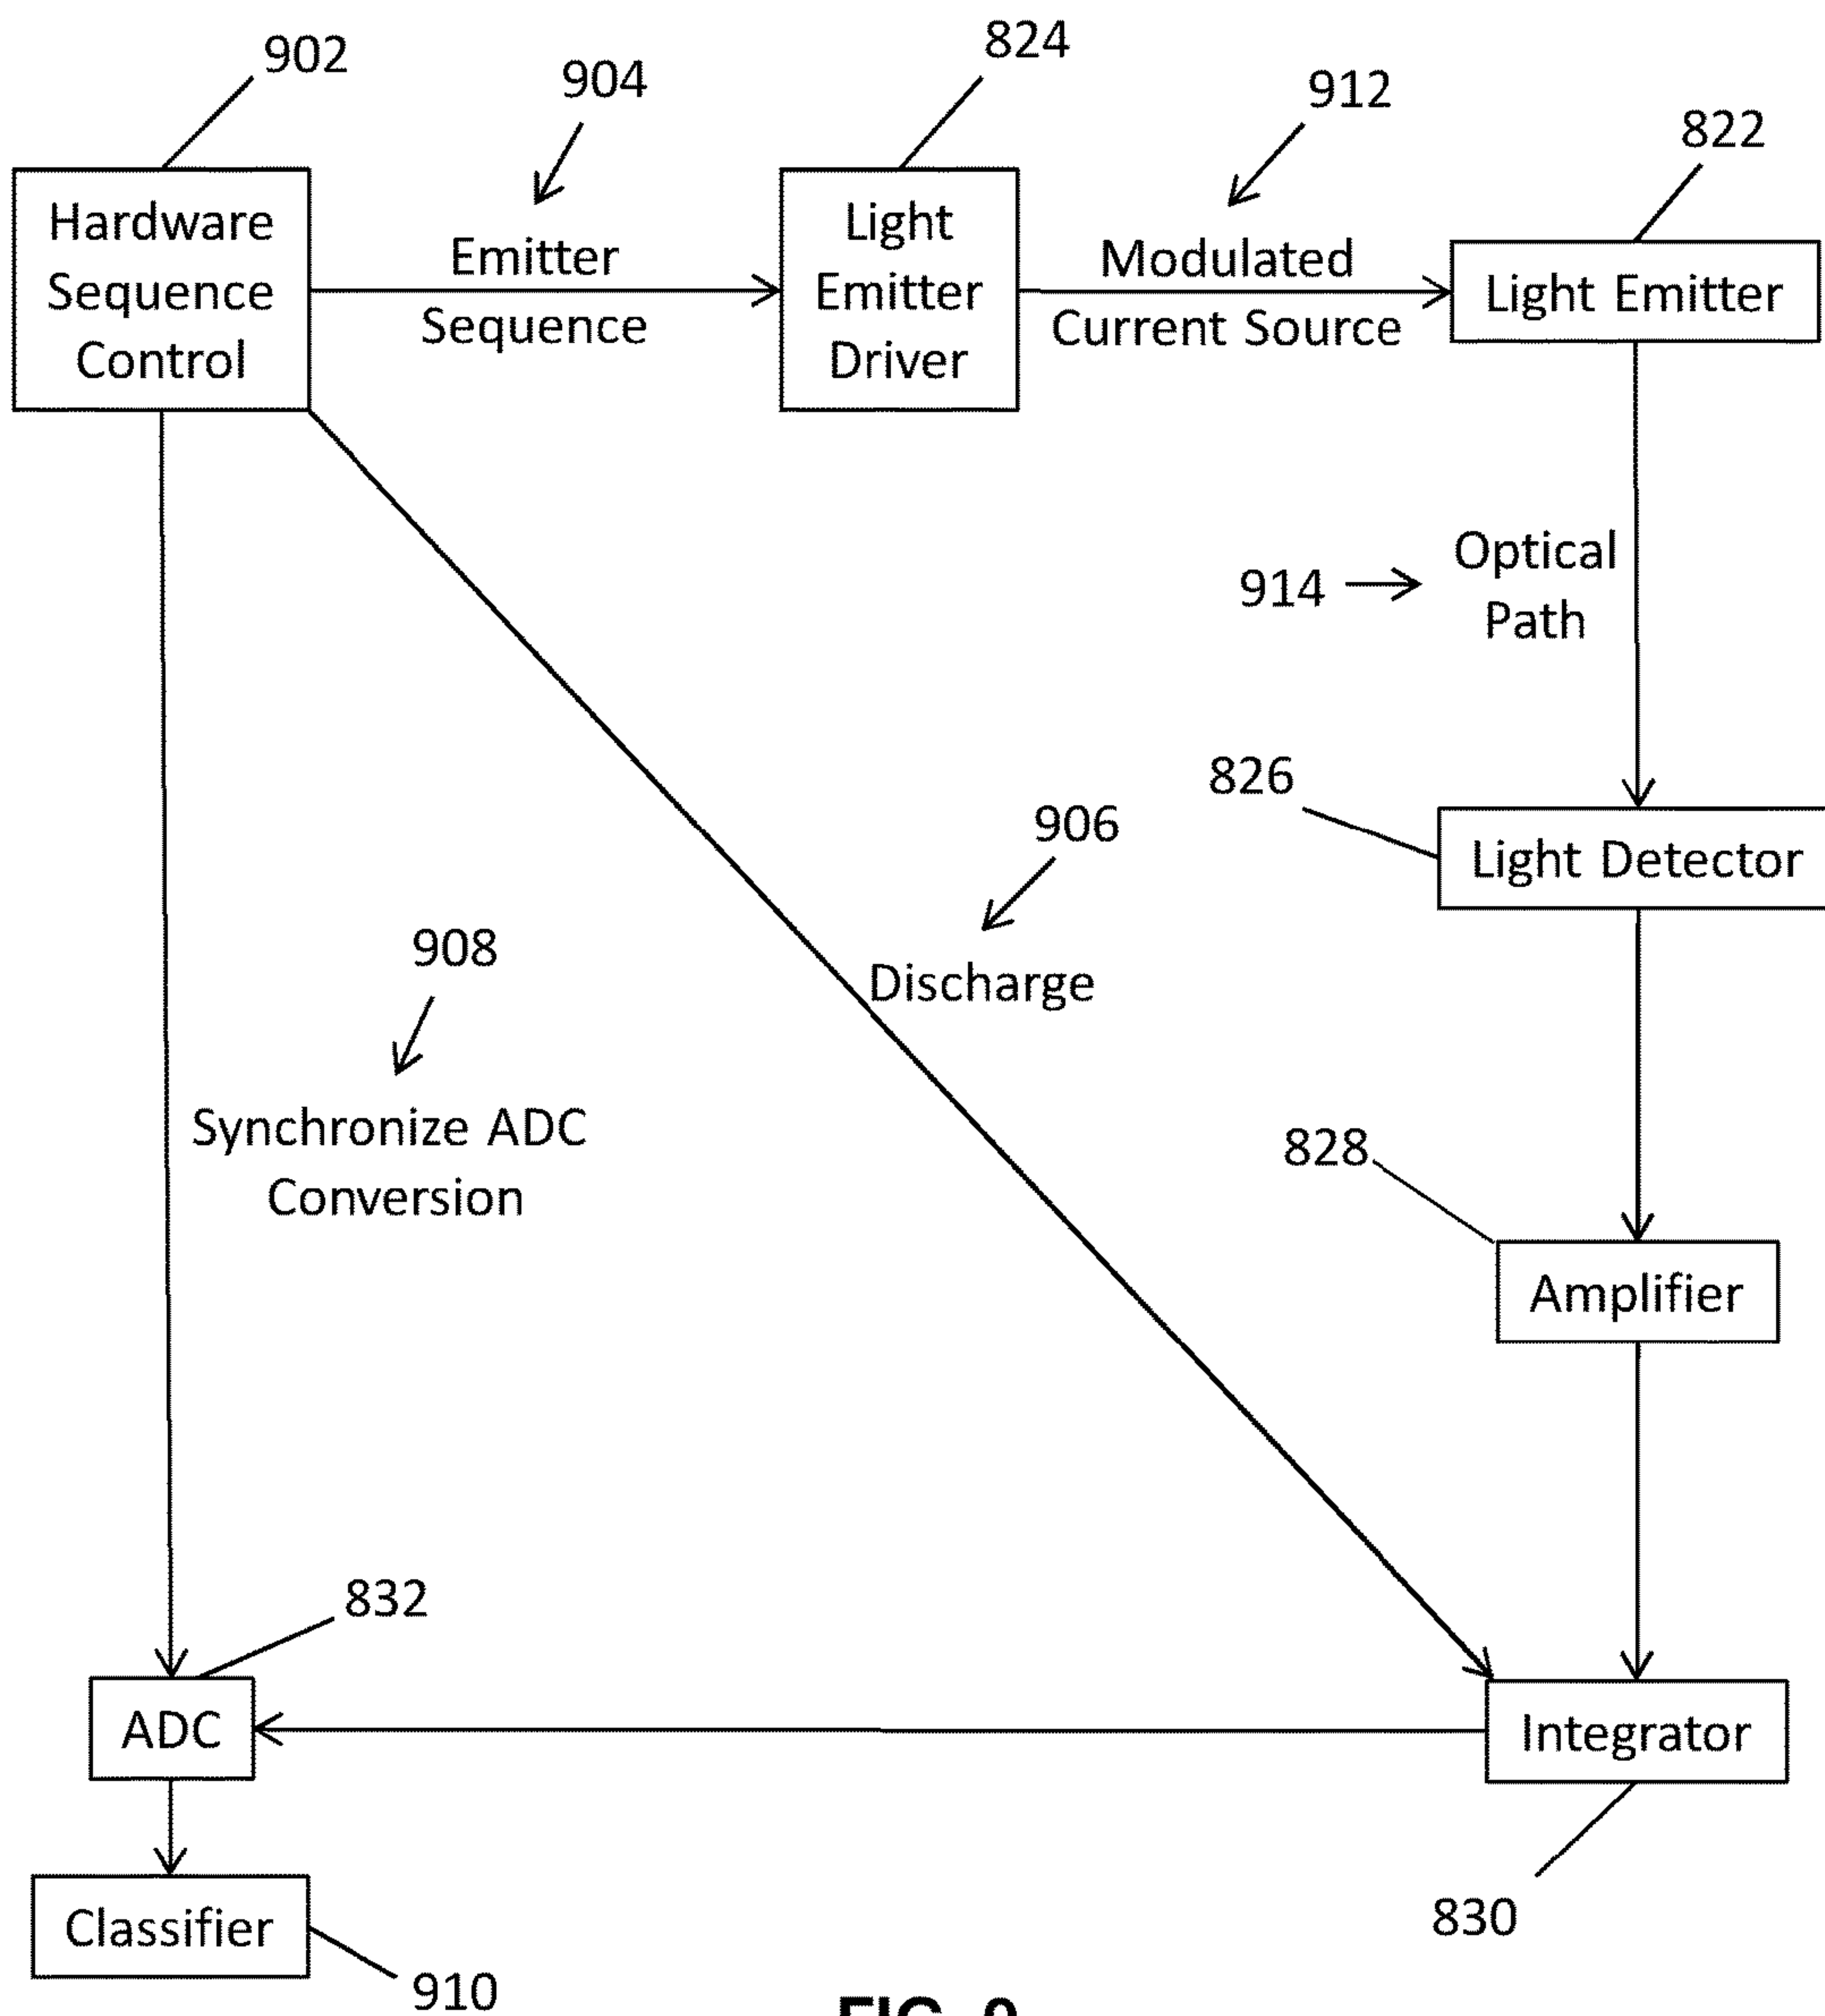 902
904
824
912
822
Hardware
Sequence
Control
Emitter
Sequence
Light
Emitter
Driver
Modulated
Current Source
Light Emitter
914
Optical
Path
826
Light Detector
906
Discharge
908
Synchronize ADC
Conversion
828
Amplifier
832
ADC
Integrator
830
Classifier
910